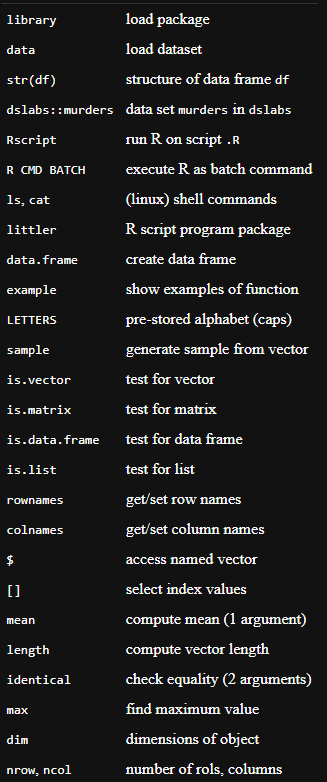 library load package
data load dataset
str(df) structure of data frame df
dslabs::murders data set murders in dslabs
Rscript run R on script .R
R CMD BATCH execute R as batch command
ls, cat (linux) shell commands
littler R script program package
data.frame create data frame
example show examples of function
LETTERS pre-stored alphabet (caps)
sample generate sample from vector
is.vector test for vector
is.matrix test for matrix
is.data.frame test for data frame
is.list test for list
rownames get/set row names
colnames get/set column names
$ access named vector
[] select index values
mean compute mean (1 argument)
length compute vector length
identical check equality (2 arguments)
max find maximum value
dim dimensions of object
nrow, ncol number of rols, columns